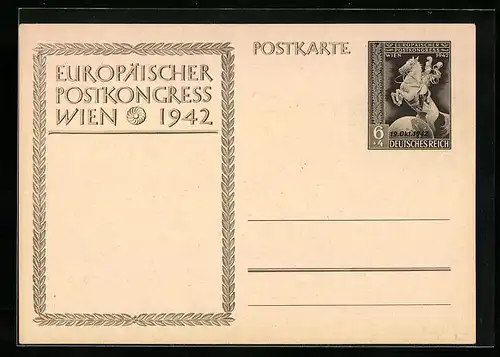 EUROPÄISCHER
POSTKONGRESS
WIEN 1942
POSTKARTE
EUROPÄISCHER
POSTKONGRESS
WIEN 1942
6
+4
19.Okt.1942
DEUTSCHES REICH